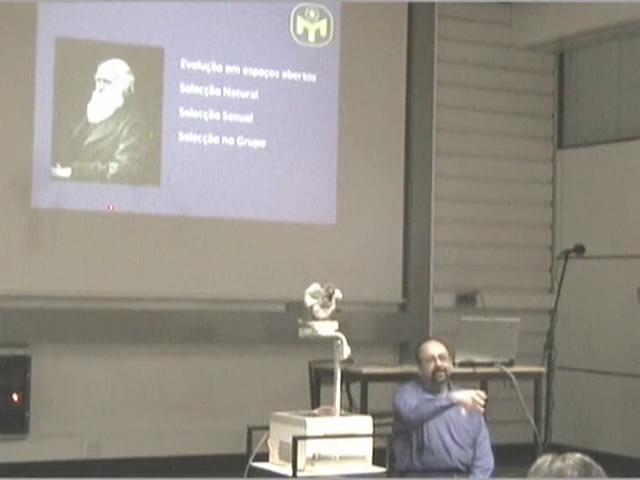 Evolução em espaços abertos
Selecção Natural
Selecção Sexual
Selecção no Grupo